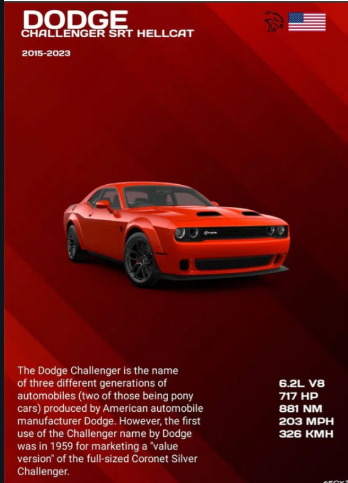 DODGE
CHALLENGER SRT HELLCAT
2015-2023
The Dodge Challenger is the name
of three different generations of
automobiles (two of those being pony
cars) produced by American automobile
manufacturer Dodge. However, the first
use of the Challenger name by Dodge
was in 1959 for marketing a "value
version" of the full-sized Coronet Silver
Challenger.
6.2L V8
717 HP
881 NM
203 MPH
326 KMH